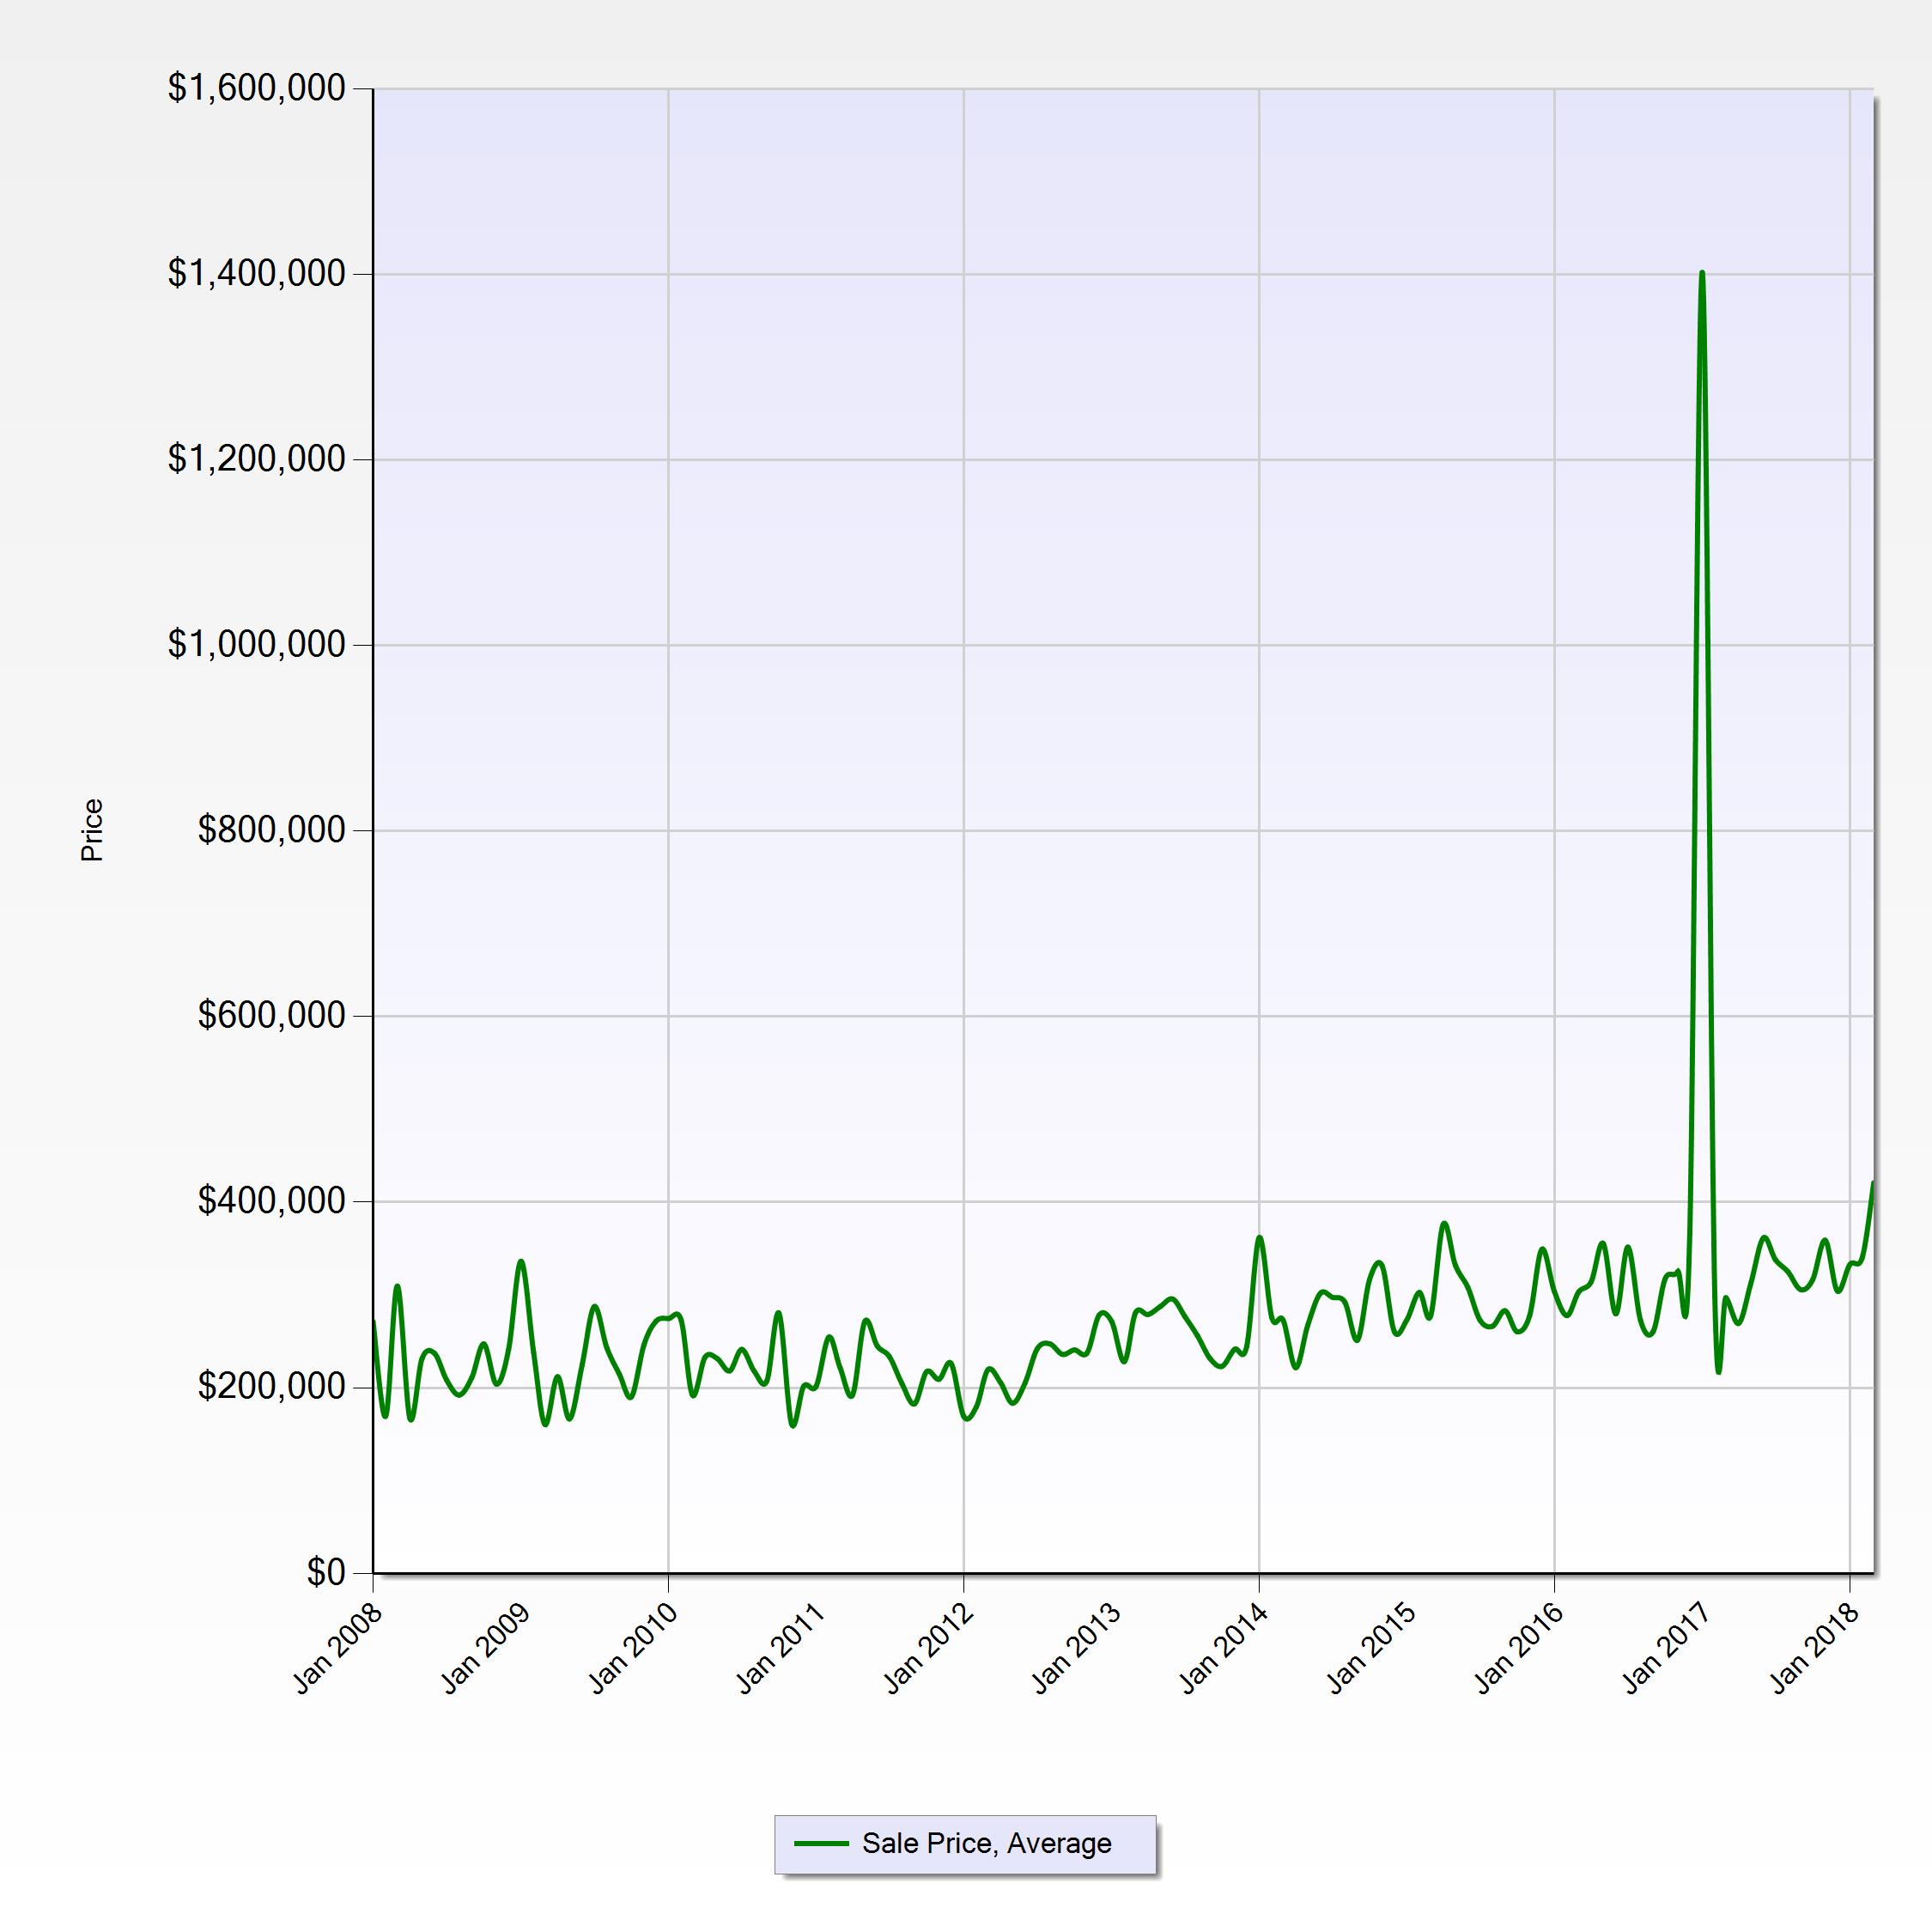 $1,600,000
$1,400,000
$1,200,000
$1,000,000
$800,000
$600,000
$400,000
$200,000
$0
Price
Jan 2008
Jan 2009
Jan 2010
Jan 2011
Jan 2012
Jan 2013
Jan 2014
Jan 2015
Jan 2016
Jan 2017
Jan 2018
Sale Price, Average